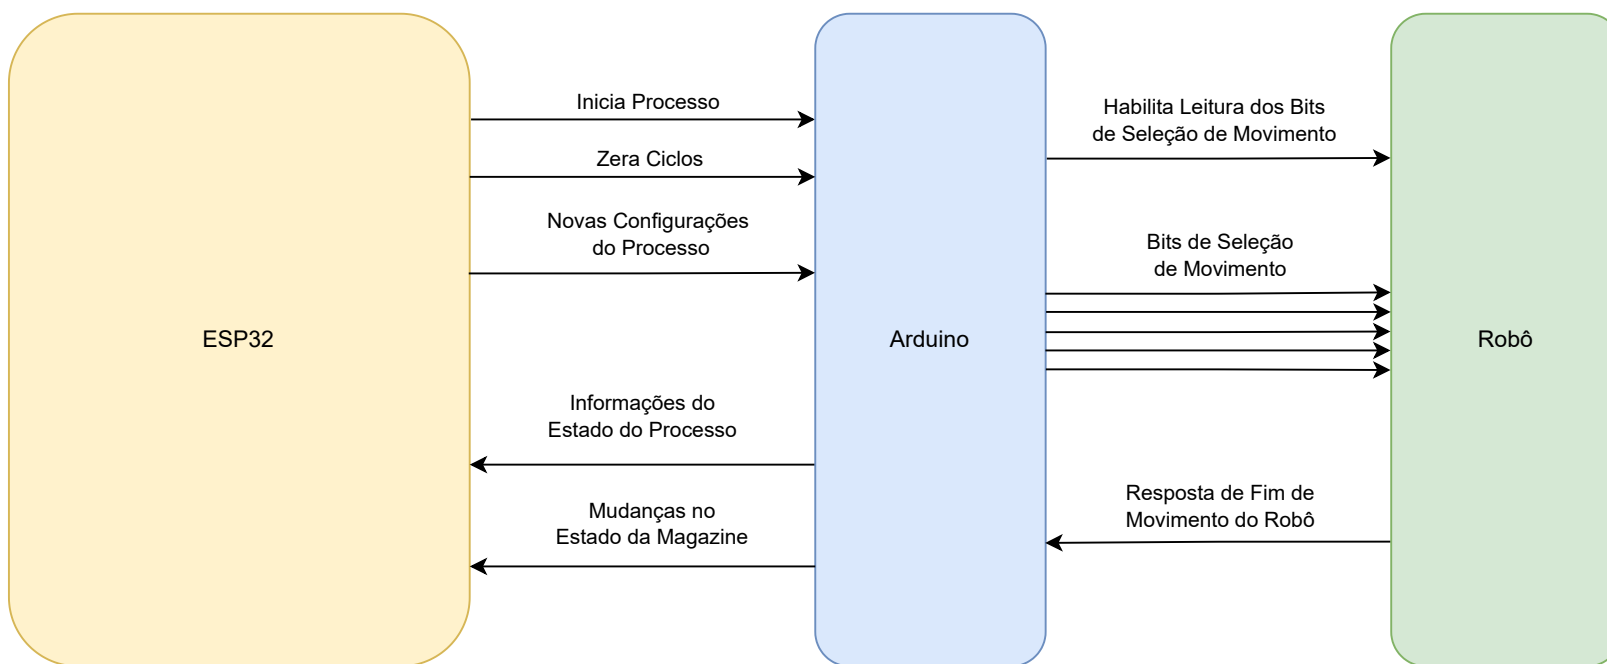 Inicia Processo
Zera Ciclos
Novas Configurações
do Processo
ESP32
Informações do
Estado do Processo
Mudanças no
Estado da Magazine
Arduino
Habilita Leitura dos Bits
de Seleção de Movimento
Bits de Seleção
de Movimento
Resposta de Fim de
Movimento do Robô
Robô